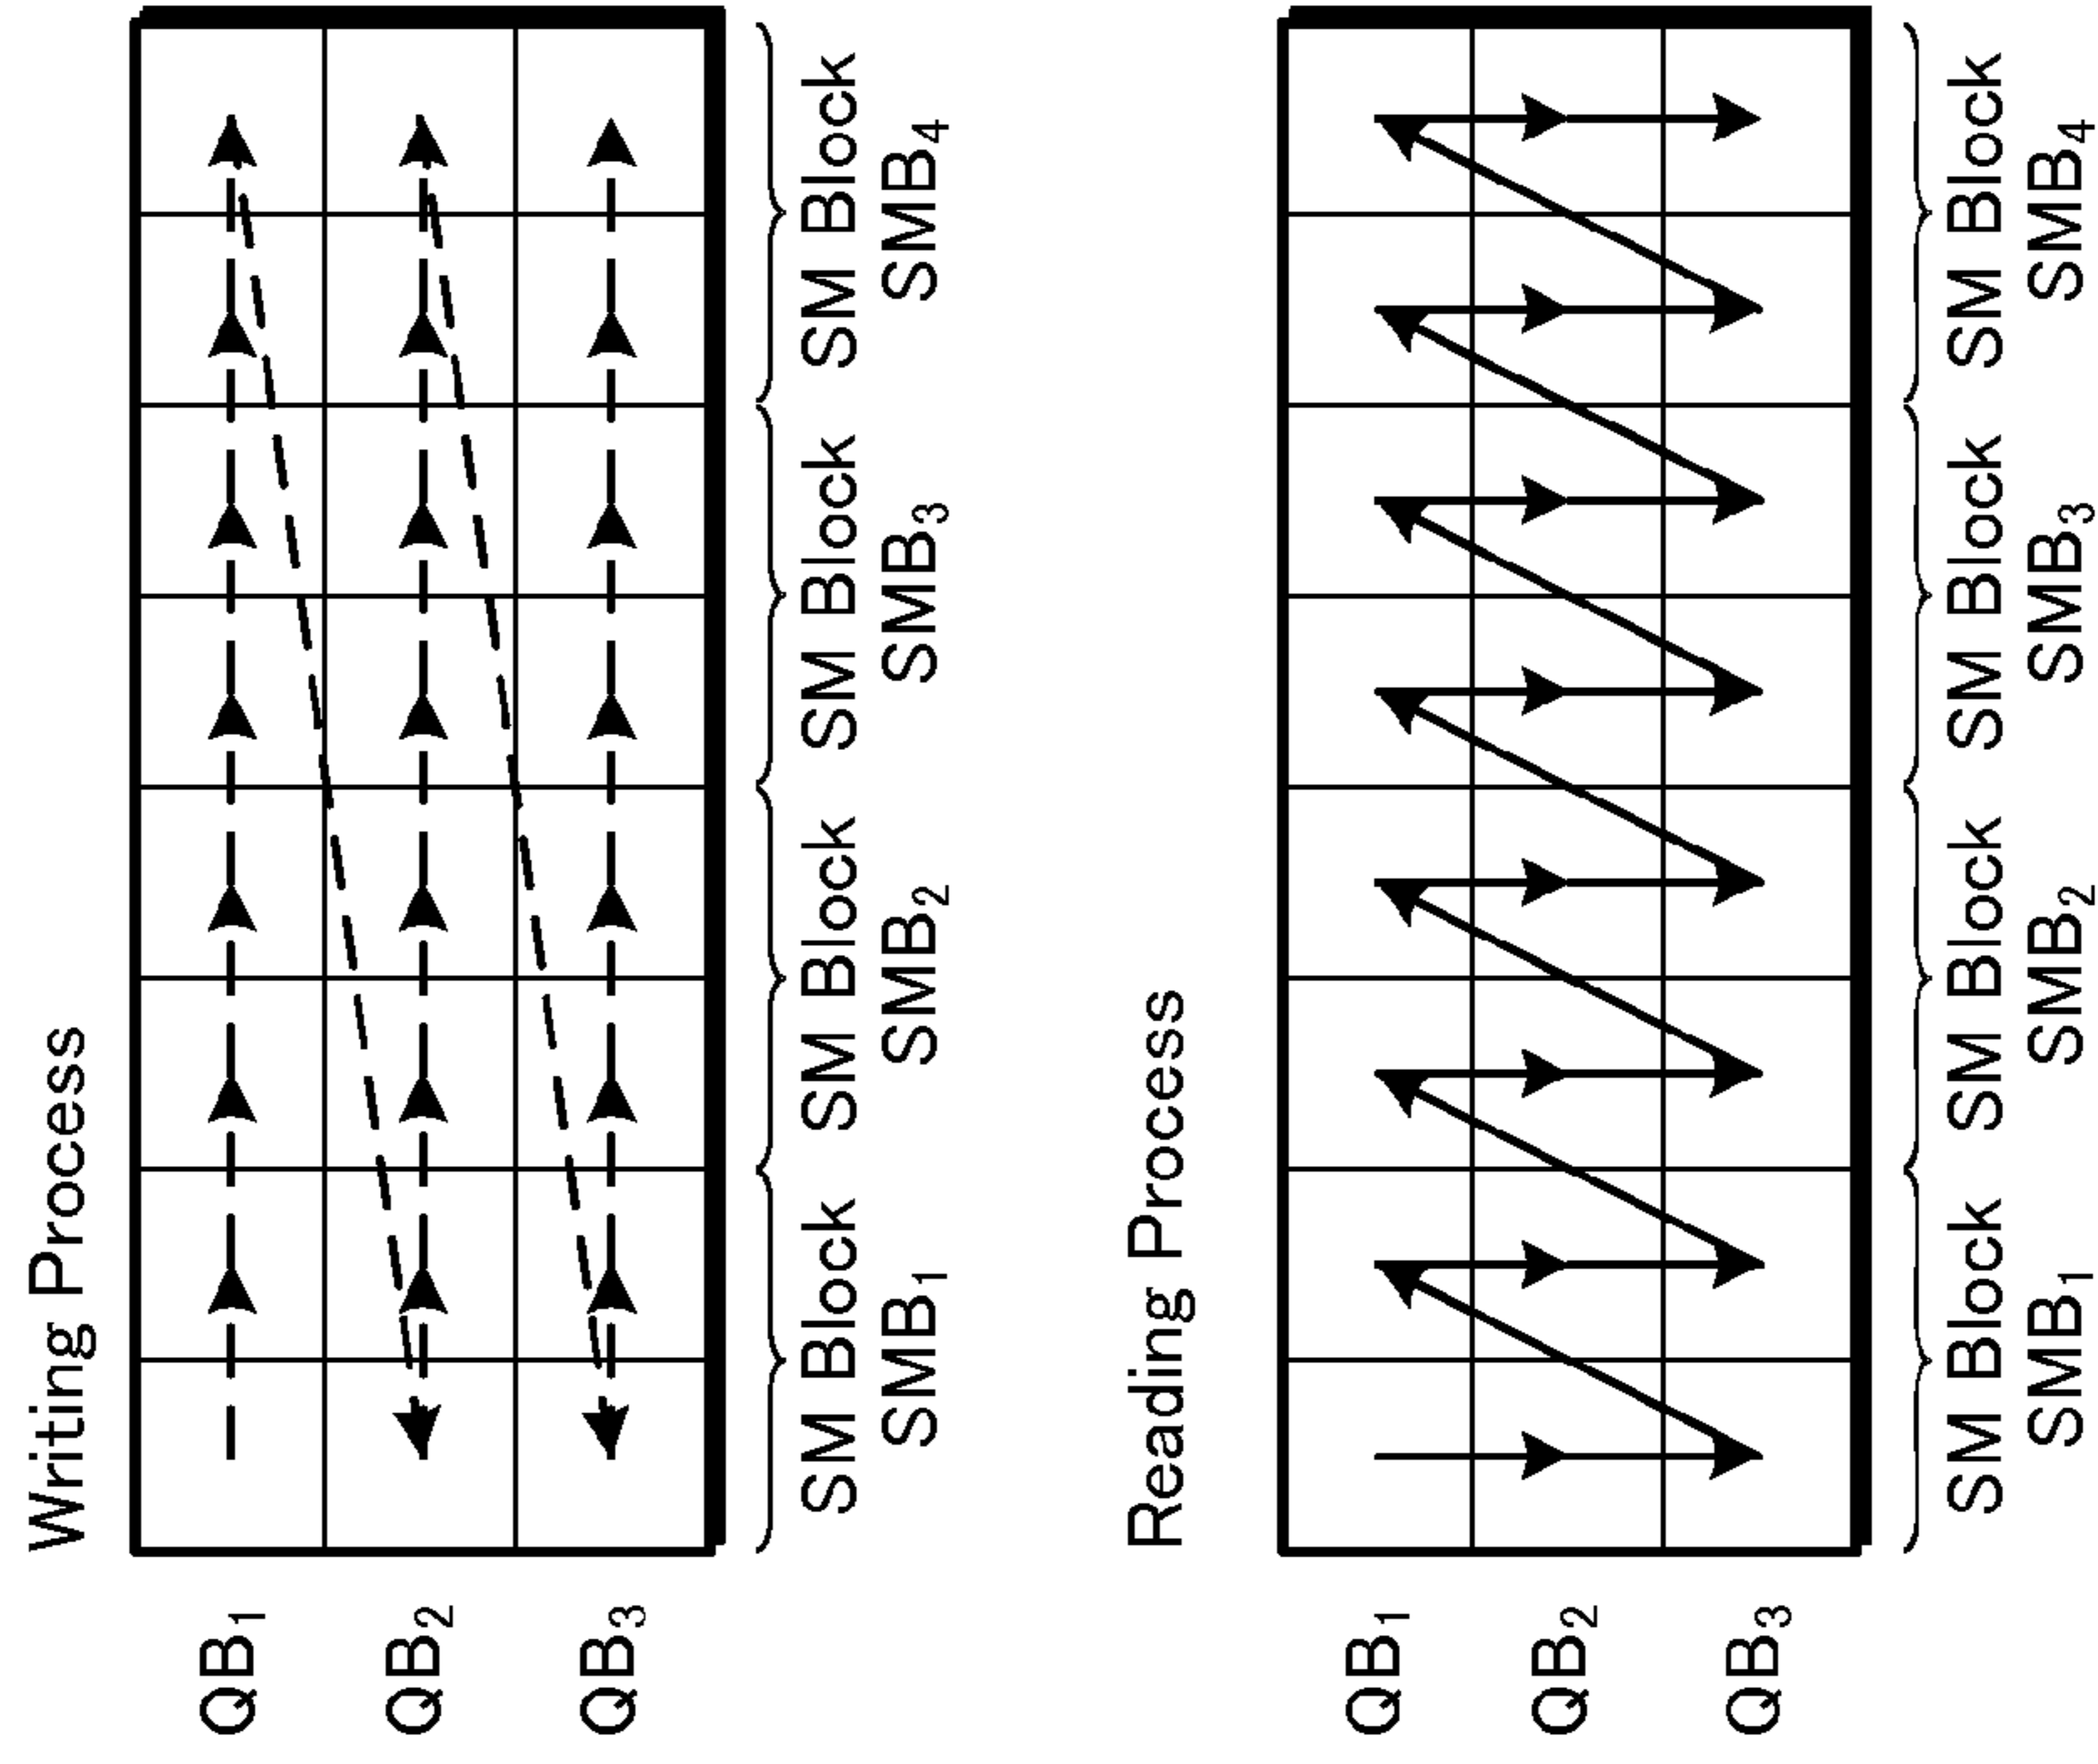 Writing Process
QB1
QB2
QB3
SM Block SM Block SM Block SM Block
SMB1 SMB2 SMB3 SMB4
Reading Process
QB1
QB2
QB3
SM Block SM Block SM Block SM Block
SMB1 SMB2 SMB3 SMB4